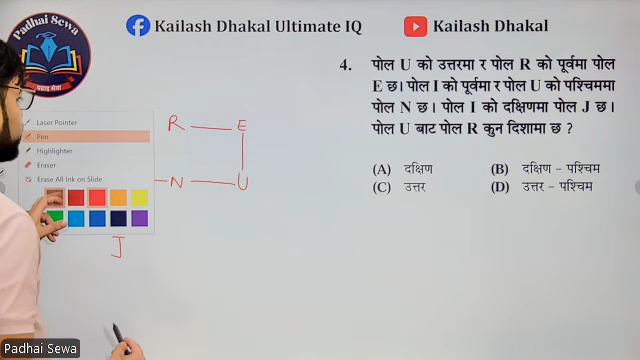 Padhai Sewa
पढाइ सेवा
Kailash Dhakal Ultimate IQ
Kailash Dhakal
4. पोल U को उत्तरमा र पोल R को पूर्वमा पोल
E छ। पोल I को पूर्वमा र पोल U को पश्चिममा
पोल N छ। पोल I को दक्षिणमा पोल J छ।
पोल U बाट पोल R कुन दिशामा छ ?
(A) दक्षिण (B) दक्षिण – पश्चिम
(C) उत्तर (D) उत्तर – पश्चिम
Laser Pointer
Pen
Highlighter
Eraser
Erase All Ink on Slide
R E
N U
J
Padhai Sewa